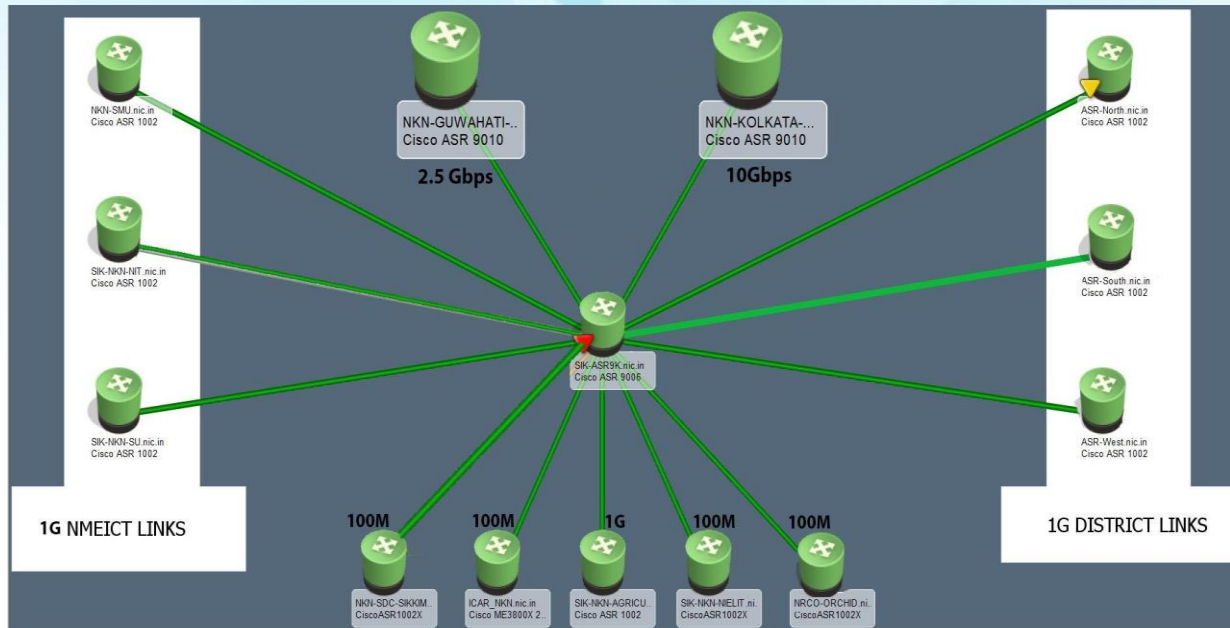 NKN-SMU.nic.in
Cisco ASR 1002
NKN-GUWAHATI-..
Cisco ASR 9010
2.5 Gbps
NKN-KOLKATA-...
Cisco ASR 9010
10Gbps
ASR-North.nic.in
Cisco ASR 1002
SIK-NKN-NIT.nic.in
Cisco ASR 1002
ASR-South.nic.in
Cisco ASR 1002
SIK-ASR9K.nic.in
Cisco ASR 9006
SIK-NKN-SU.nic.in
Cisco ASR 1002
ASR-West.nic.in
Cisco ASR 1002
1G NMEICT LINKS
1G DISTRICT LINKS
100M
100M
1G
100M
100M
NKN-SDC-SIKKIM..
CiscoASR1002X
ICAR_NKN.nic.in
Cisco ME3800X 2..
SIK-NKN-AGRICU..
Cisco ASR 1002
SIK-NKN-NIELIT.ni..
CiscoASR1002X
NRCO-ORCHID.ni..
CiscoASR1002X